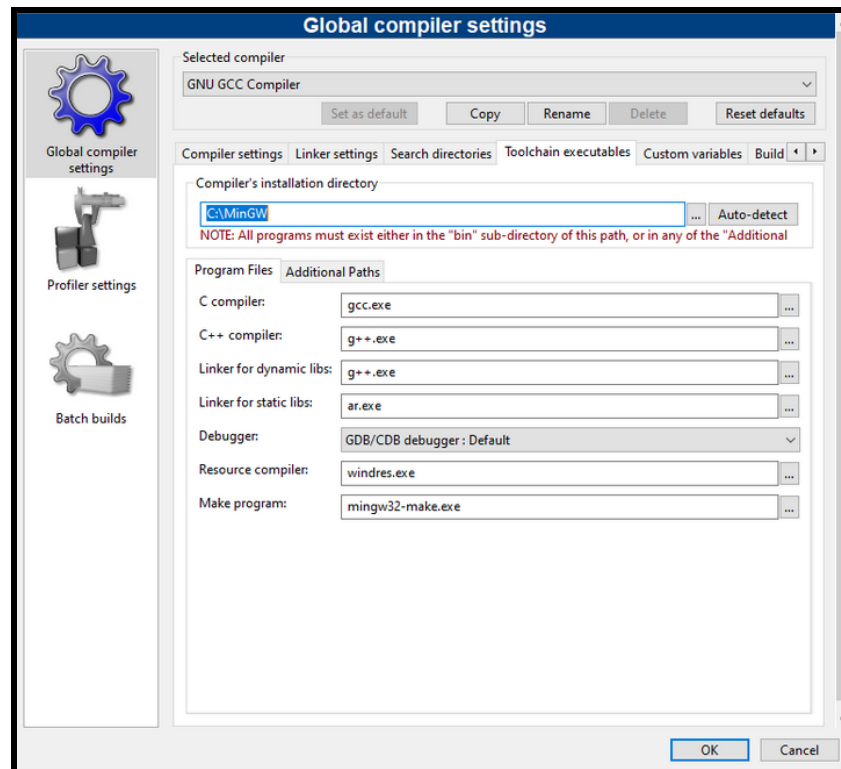 Global compiler settings
Global compiler
settings
Profiler settings
Batch builds
Selected compiler
GNU GCC Compiler
Set as default
Copy
Rename
Delete
Reset defaults
Compiler settings
Linker settings
Search directories
Toolchain executables
Custom variables
Build
Compiler's installation directory
C:\MinGW
...
Auto-detect
NOTE: All programs must exist either in the "bin" sub-directory of this path, or in any of the "Additional
Program Files
Additional Paths
C compiler:
gcc.exe
...
C++ compiler:
g++.exe
...
Linker for dynamic libs:
g++.exe
...
Linker for static libs:
ar.exe
...
Debugger:
GDB/CDB debugger : Default
Resource compiler:
windres.exe
...
Make program:
mingw32-make.exe
...
OK
Cancel